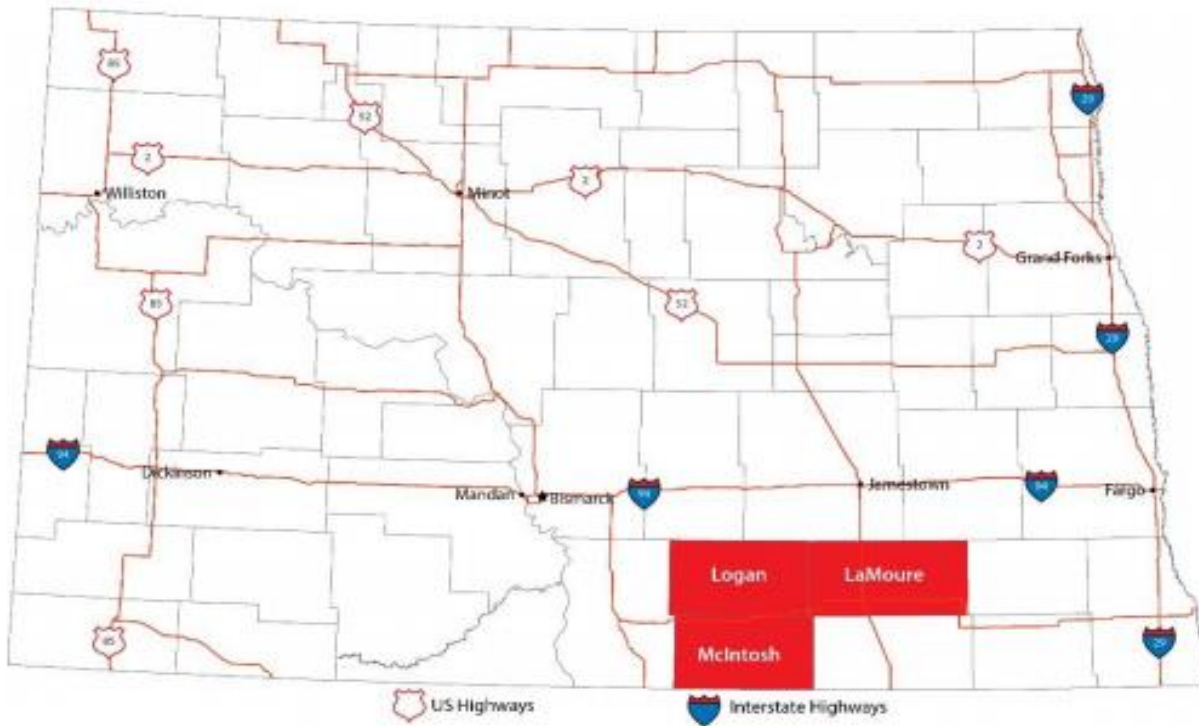 85
29
52
2
2
Williston
Minot
2
Grand Forks
85
52
29
94
Dickinson
Mandan
Bismarck
94
Jamestown
94
Fargo
Logan
LaMoure
McIntosh
85
29
US Highways
Interstate Highways